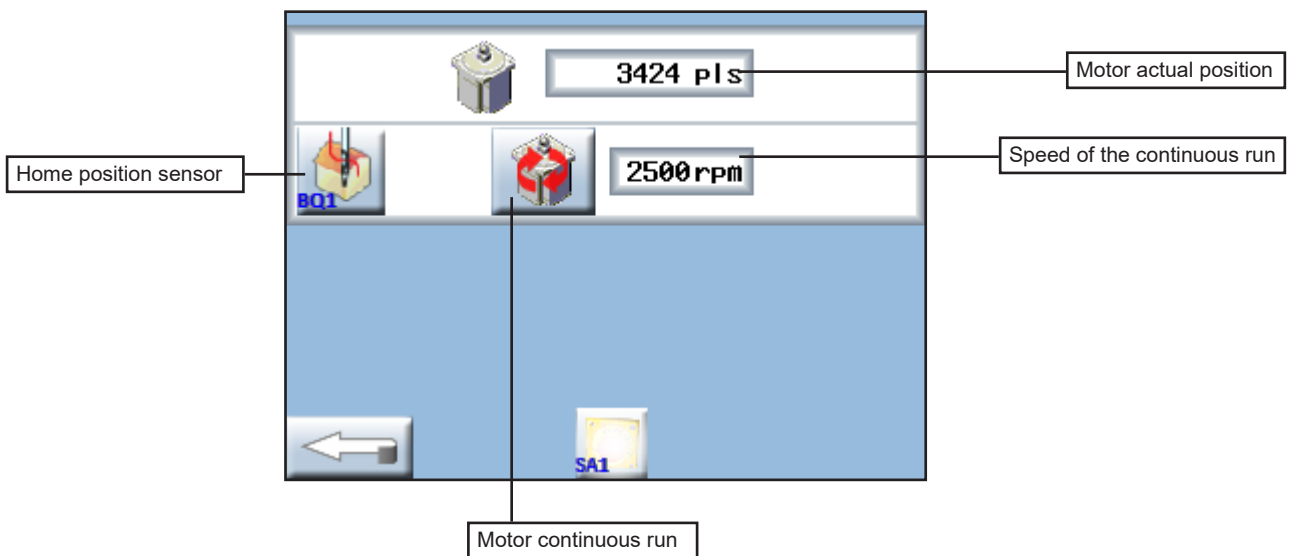 3424 pls
Motor actual position
Home position sensor
BQ1
2500rpm
Speed of the continuous run
SA1
Motor continuous run